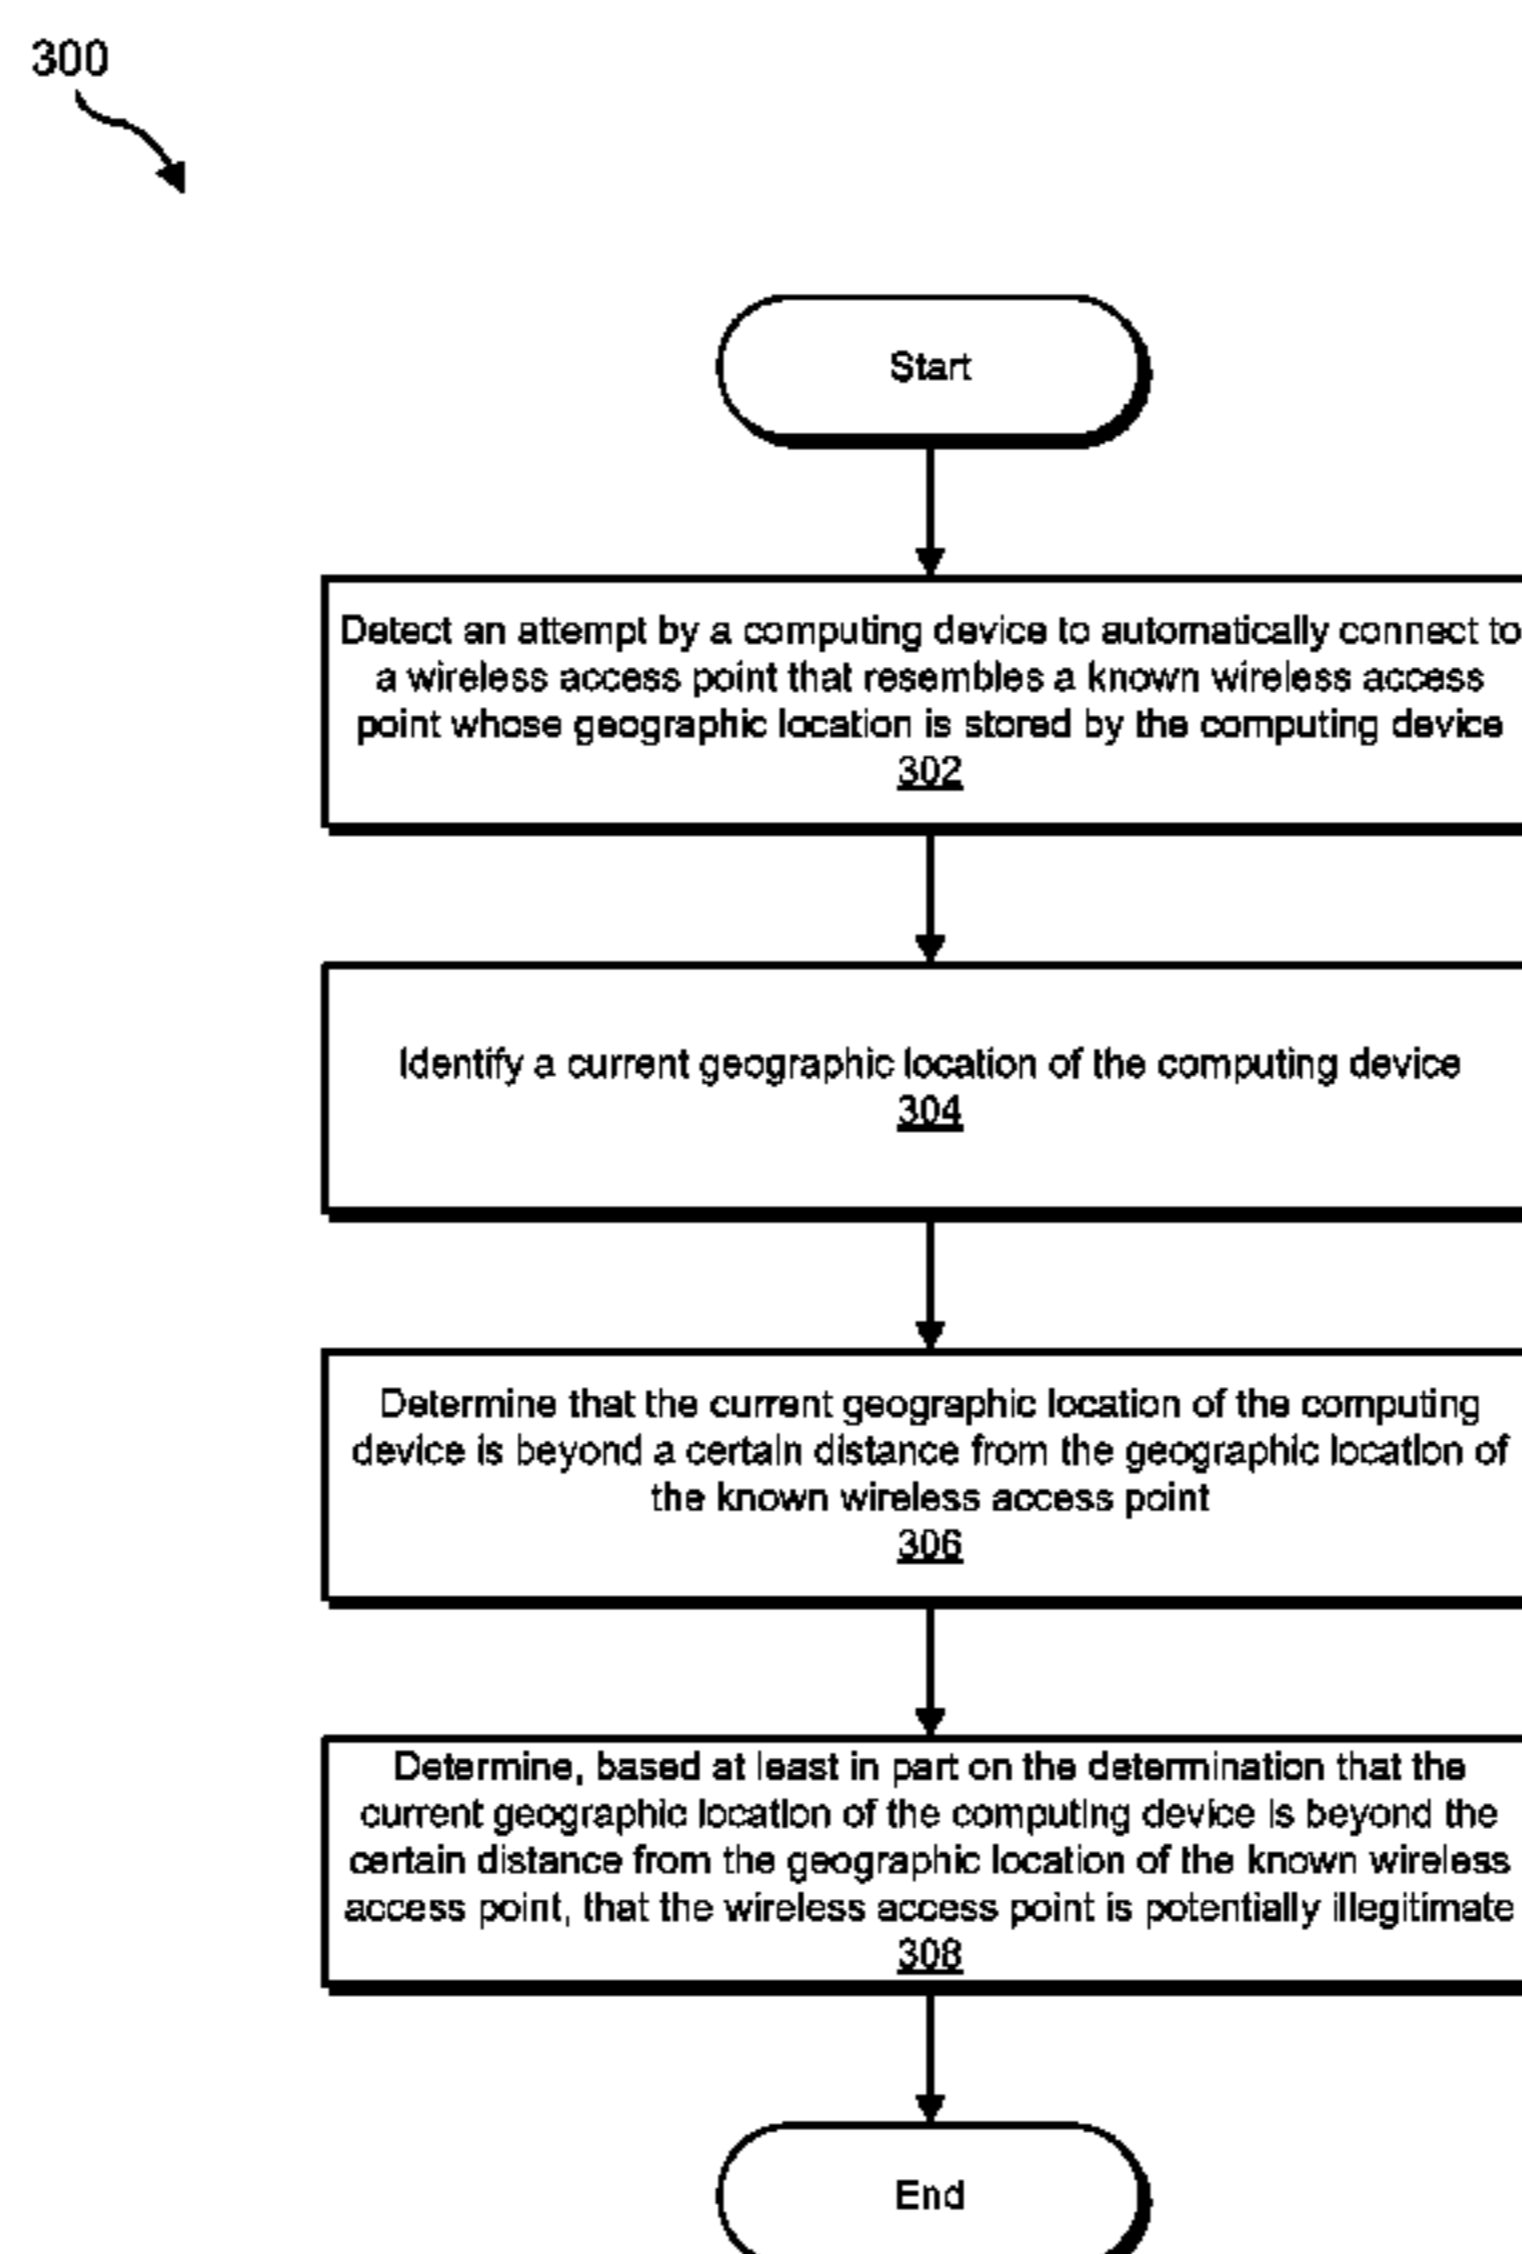 300
Start
Detect an attempt by a computing device to automatically connect to
a wireless access point that resembles a known wireless access
point whose geographic location is stored by the computing device
302
Identify a current geographic location of the computing device
304
Determine that the current geographic location of the computing
device is beyond a certain distance from the geographic location of
the known wireless access point
306
Determine, based at least in part on the determination that the
current geographic location of the computing device is beyond the
certain distance from the geographic location of the known wireless
access point, that the wireless access point is potentially illegitimate
308
End